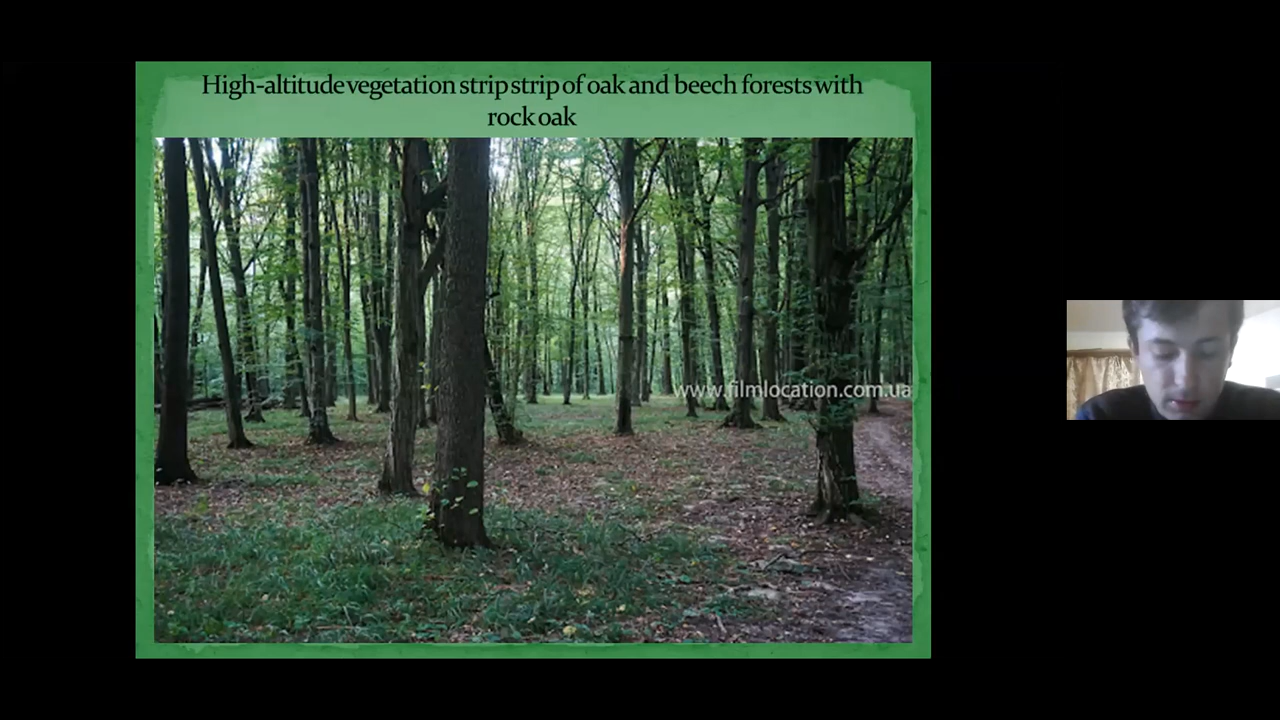 High-altitude vegetation strip strip of oak and beech forests with
rock oak
www.filmlocation.com.ua